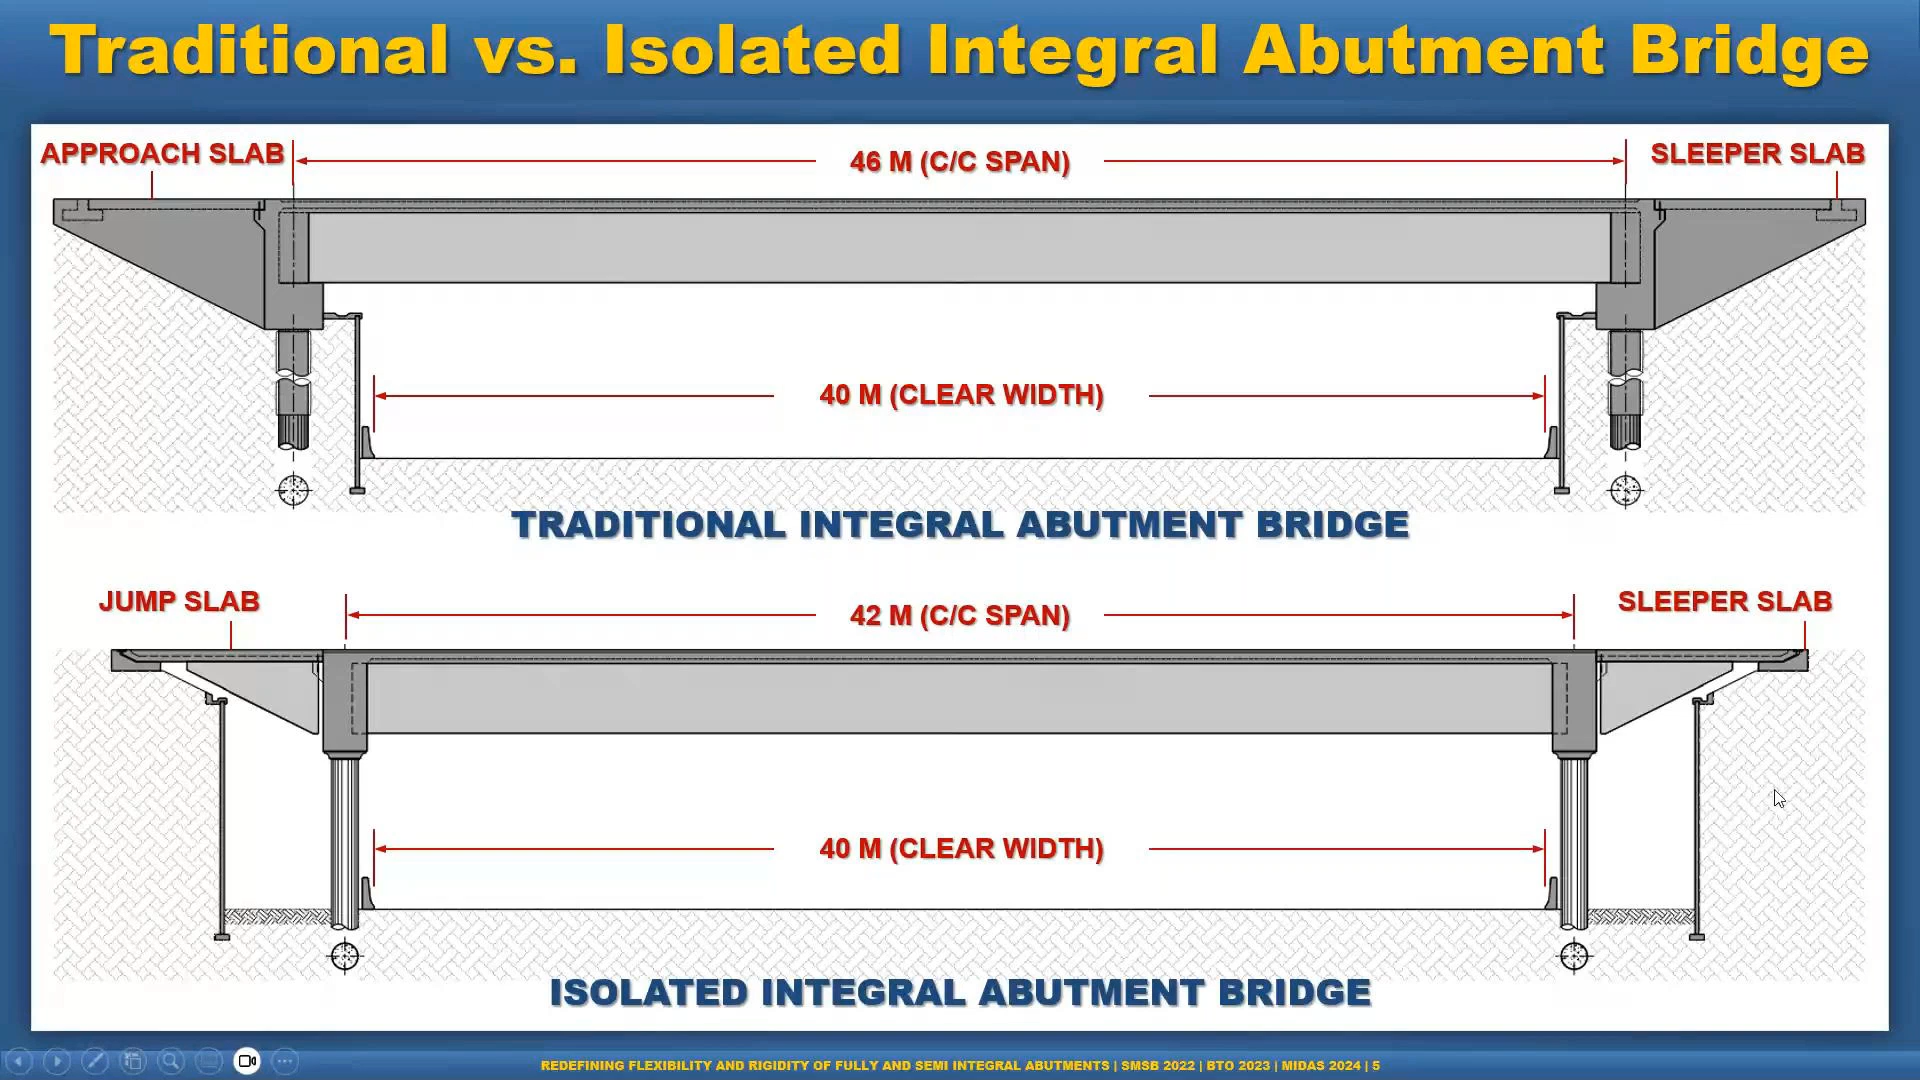 Traditional vs. Isolated Integral Abutment Bridge
APPROACH SLAB
46 M (C/C SPAN)
SLEEPER SLAB
40 M (CLEAR WIDTH)
TRADITIONAL INTEGRAL ABUTMENT BRIDGE
JUMP SLAB
42 M (C/C SPAN)
SLEEPER SLAB
40 M (CLEAR WIDTH)
ISOLATED INTEGRAL ABUTMENT BRIDGE
REDEFINING FLEXIBILITY AND RIGIDITY OF FULLY AND SEMI INTEGRAL ABUTMENTS | SMSB 2022 | BTO 2023 | MIDAS 2024 | 5